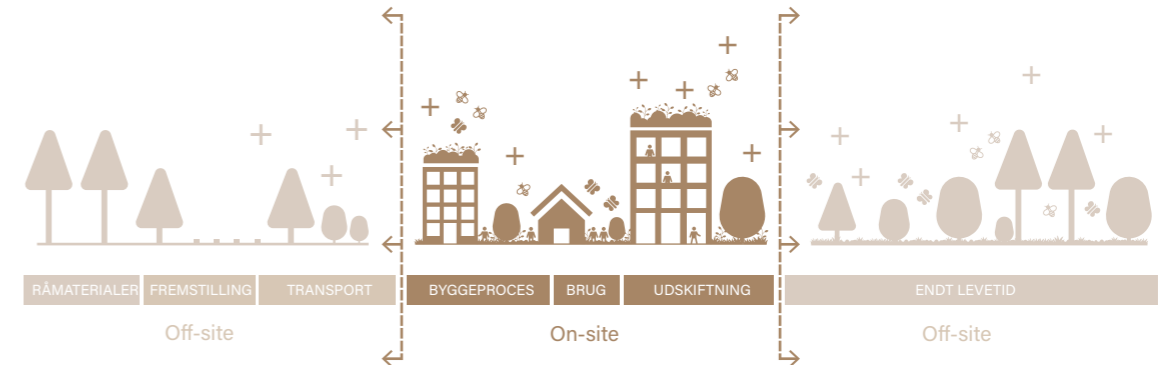 RÅMATERIALER FREMSTILLING TRANSPORT BYGGEPROCES BRUG UDSKIFTNING ENDT LEVETID
Off-site On-site Off-site